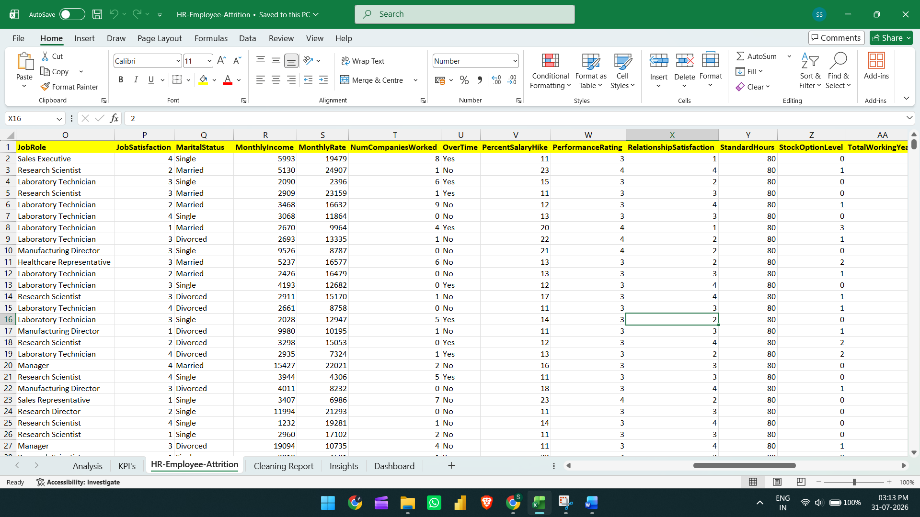 AutoSave Off HR-Employee-Attrition • Saved to this PC Search SS
File Home Insert Draw Page Layout Formulas Data Review View Help Comments Share
Paste Cut Copy Format Painter Clipboard
Calibri 11 B I U Font
Wrap Text Merge & Centre Alignment
Number Number
Conditional Formatting Format as Table Cell Styles Styles
Insert Delete Format Cells
AutoSum Fill Clear Sort & Filter Find & Select Editing
Add-ins Add-ins
X16 fx 2
O P Q R S T U V W X Y Z AA
1 JobRole JobSatisfaction MaritalStatus MonthlyIncome MonthlyRate NumCompaniesWorked OverTime PercentSalaryHike PerformanceRating RelationshipSatisfaction StandardHours StockOptionLevel TotalWorkingYea
2 Sales Executive 4 Single 5993 19479 8 Yes 11 3 1 80 0
3 Research Scientist 2 Married 5130 24907 1 No 23 4 4 80 1
4 Laboratory Technician 3 Single 2090 2396 6 Yes 15 3 2 80 0
5 Research Scientist 3 Married 2909 23159 1 Yes 11 3 3 80 0
6 Laboratory Technician 2 Married 3468 16632 9 No 12 3 4 80 1
7 Laboratory Technician 4 Single 3068 11864 0 No 13 3 3 80 0
8 Laboratory Technician 1 Married 2670 9964 4 Yes 20 4 1 80 3
9 Laboratory Technician 3 Divorced 2693 13335 1 No 22 4 2 80 1
10 Manufacturing Director 3 Single 9526 8787 0 No 21 4 2 80 0
11 Healthcare Representative 3 Married 5237 16577 6 No 13 3 2 80 2
12 Laboratory Technician 2 Married 2426 16479 0 No 13 3 3 80 1
13 Laboratory Technician 3 Single 4193 12682 0 Yes 12 3 4 80 0
14 Research Scientist 3 Divorced 2911 15170 1 No 17 3 4 80 1
15 Laboratory Technician 4 Divorced 2661 8758 0 No 11 3 3 80 1
16 Laboratory Technician 3 Single 2028 12947 5 Yes 14 3 2 80 0
17 Manufacturing Director 1 Divorced 9980 10195 1 No 11 3 3 80 1
18 Research Scientist 2 Divorced 3298 15053 0 Yes 12 3 4 80 2
19 Laboratory Technician 4 Divorced 2935 7324 1 Yes 13 3 2 80 2
20 Manager 4 Married 15427 22021 2 No 16 3 3 80 0
21 Research Scientist 4 Single 3944 4306 5 Yes 11 3 3 80 0
22 Manufacturing Director 3 Divorced 4011 8232 0 No 18 3 4 80 1
23 Sales Representative 1 Single 3407 6986 7 No 23 4 2 80 0
24 Research Director 2 Single 11994 21293 0 No 11 3 3 80 0
25 Research Scientist 4 Single 1232 19281 1 No 14 3 4 80 0
26 Research Scientist 1 Single 2960 17102 2 No 11 3 3 80 0
27 Manager 3 Divorced 19094 10735 4 No 11 3 4 80 1
Analysis KPI's HR-Employee-Attrition Cleaning Report Insights Dashboard
Ready Accessibility: Investigate 100%
ENG IN 100% 03:13 PM 31-07-2026